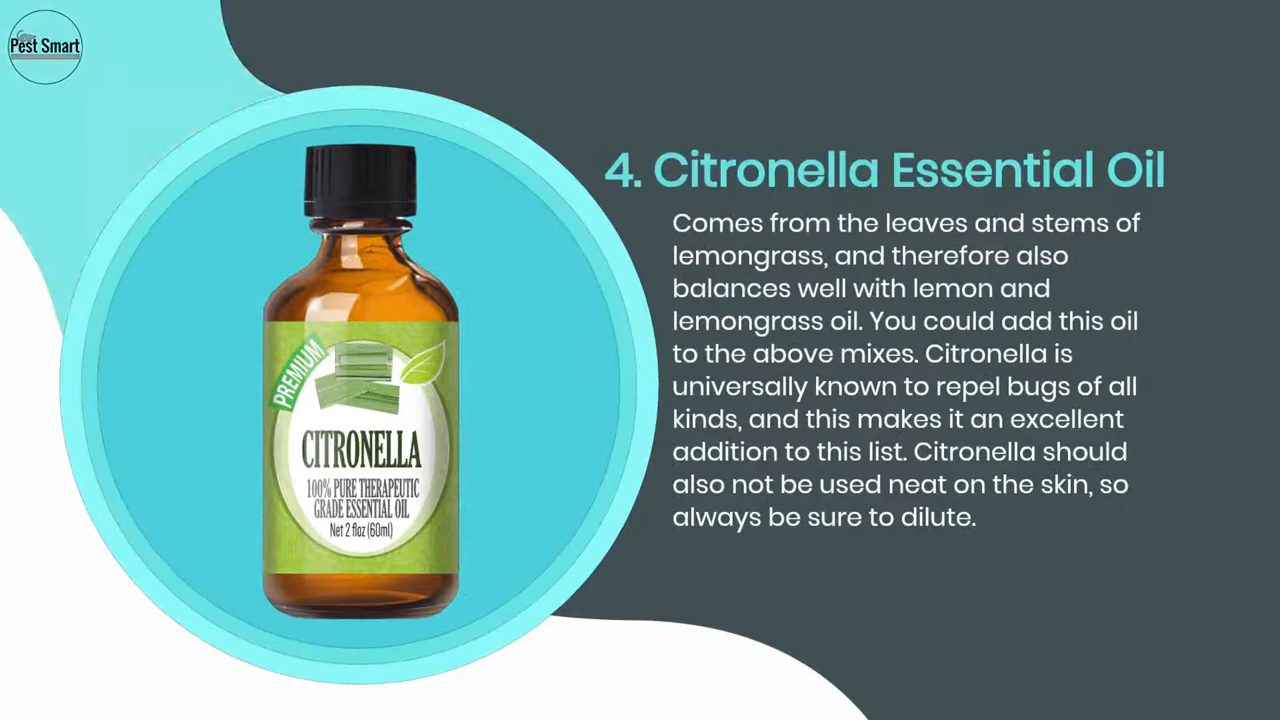 Pest Smart
4. Citronella Essential Oil
Comes from the leaves and stems of
lemongrass, and therefore also
balances well with lemon and
lemongrass oil. You could add this oil
to the above mixes. Citronella is
universally known to repel bugs of all
kinds, and this makes it an excellent
addition to this list. Citronella should
also not be used neat on the skin, so
always be sure to dilute.
PREMIUM
CITRONELLA
100% PURE THERAPEUTIC
GRADE ESSENTIAL OIL
Net 2 floz (60ml)